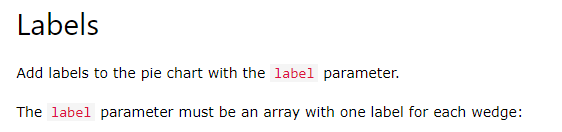 Labels
Add labels to the pie chart with the label parameter.
The label parameter must be an array with one label for each wedge: